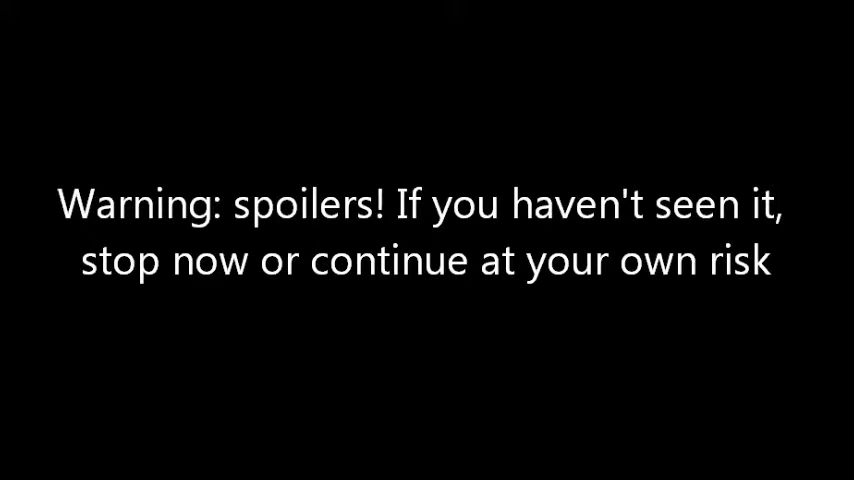 Warning: spoilers! If you haven't seen it,
stop now or continue at your own risk